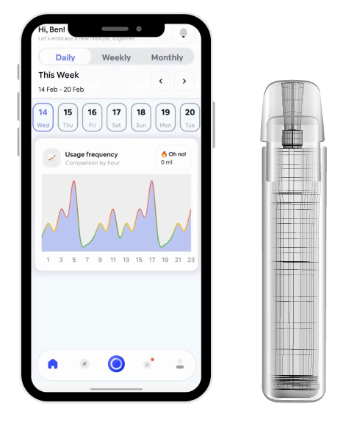 Hi, Ben!
Let's embrace a new lifestyle, together.
Daily Weekly Monthly
This Week
14 Feb - 20 Feb
14 15 16 17 18 19 20
Wed Thu Fri Sat Sun Mon Tue
Usage frequency
Comparison by hour
Oh no!
0 ml
1 3 5 7 9 11 13 15 17 19 21 23